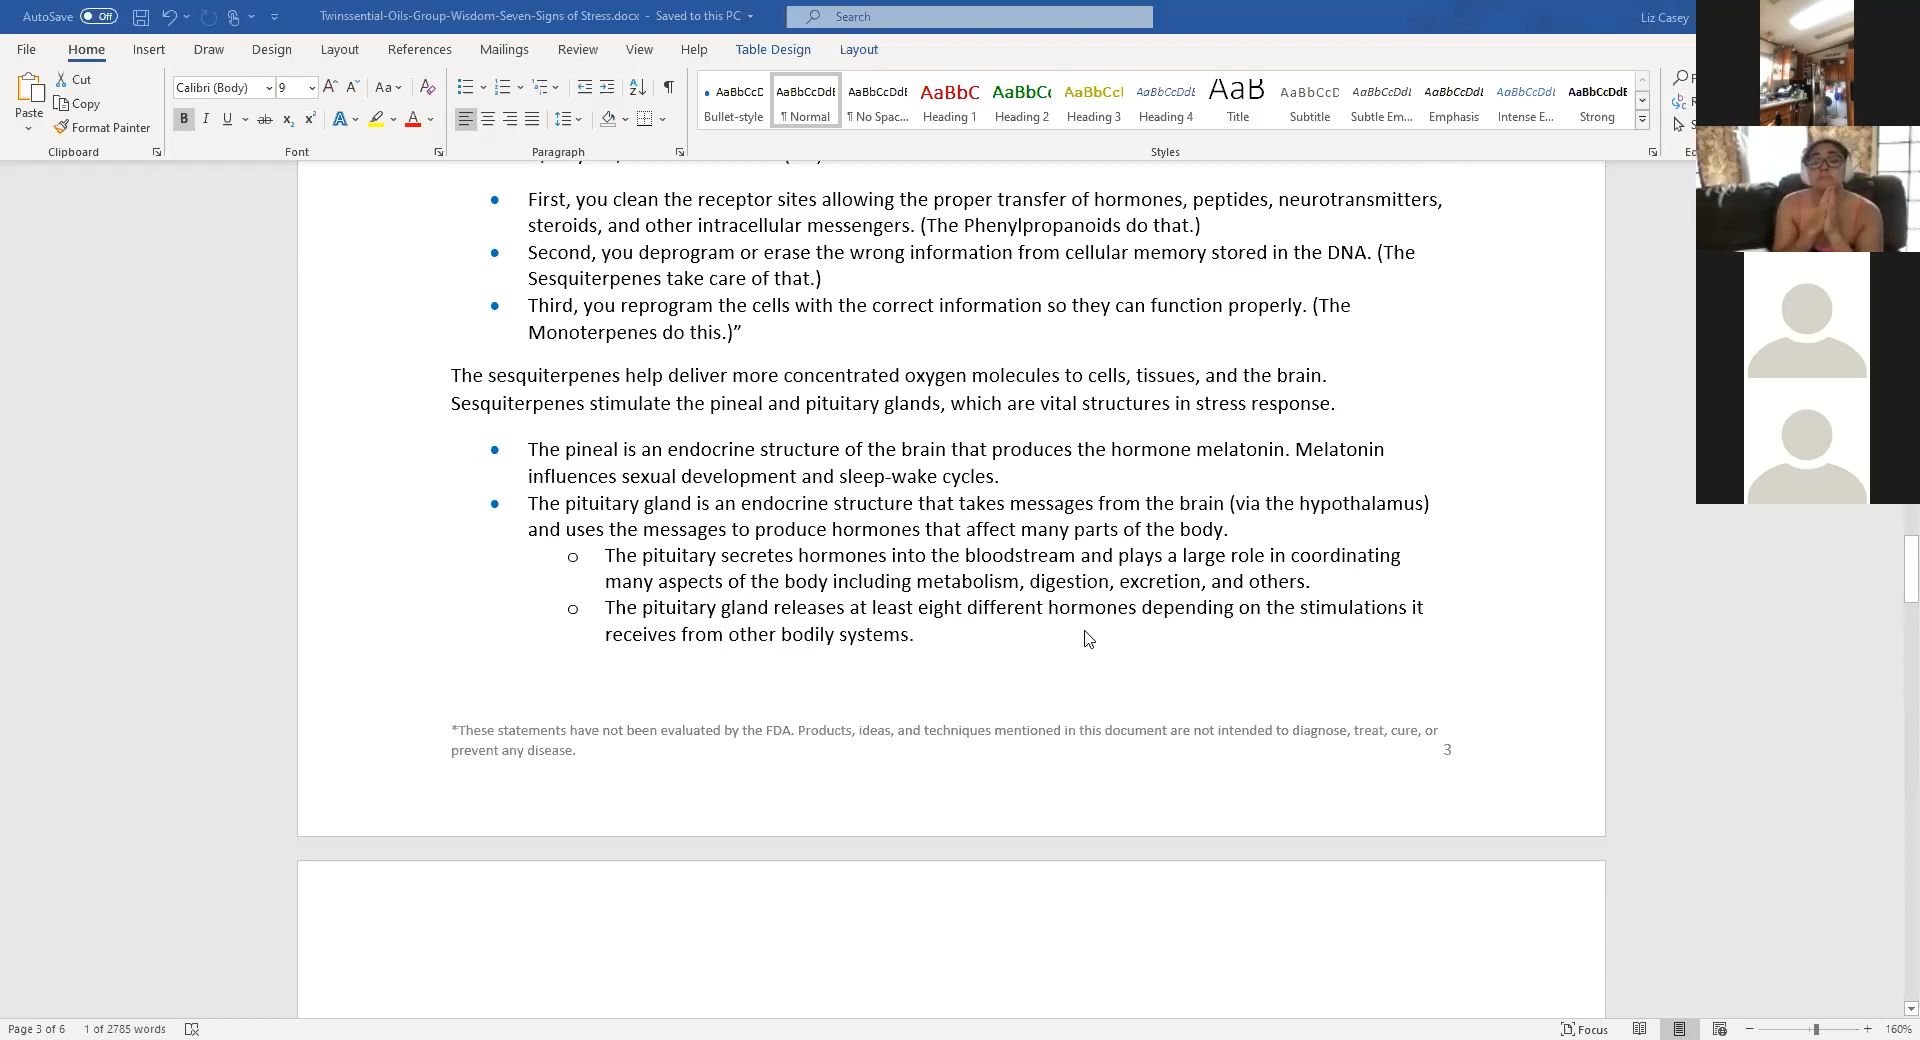 AutoSave Off Twinssential-Oils-Group-Wisdom-Seven-Signs of Stress.docx - Saved to this PC Search Liz Casey
File Home Insert Draw Design Layout References Mailings Review View Help Table Design Layout
Paste Cut
Copy
Format Painter
Calibri (Body) 9
AaBbCcD Bullet-style
AaBbCcDdE ¶ Normal
AaBbCcDdE ¶ No Spac...
AaBbC Heading 1
AaBbCc Heading 2
AaBbCcI Heading 3
AaBbCcDdE Heading 4
AaB Title
AaBbCcD Subtitle
AaBbCcDdE Subtle Em...
AaBbCcDdE Emphasis
AaBbCcDdE Intense E...
AaBbCcDdE Strong
Clipboard Font Paragraph Styles
• First, you clean the receptor sites allowing the proper transfer of hormones, peptides, neurotransmitters,
steroids, and other intracellular messengers. (The Phenylpropanoids do that.)
• Second, you deprogram or erase the wrong information from cellular memory stored in the DNA. (The
Sesquiterpenes take care of that.)
• Third, you reprogram the cells with the correct information so they can function properly. (The
Monoterpenes do this.)”
The sesquiterpenes help deliver more concentrated oxygen molecules to cells, tissues, and the brain.
Sesquiterpenes stimulate the pineal and pituitary glands, which are vital structures in stress response.
• The pineal is an endocrine structure of the brain that produces the hormone melatonin. Melatonin
influences sexual development and sleep-wake cycles.
• The pituitary gland is an endocrine structure that takes messages from the brain (via the hypothalamus)
and uses the messages to produce hormones that affect many parts of the body.
o The pituitary secretes hormones into the bloodstream and plays a large role in coordinating
many aspects of the body including metabolism, digestion, excretion, and others.
o The pituitary gland releases at least eight different hormones depending on the stimulations it
receives from other bodily systems.
*These statements have not been evaluated by the FDA. Products, ideas, and techniques mentioned in this document are not intended to diagnose, treat, cure, or
prevent any disease. 3
Page 3 of 6 1 of 2785 words Focus 160%